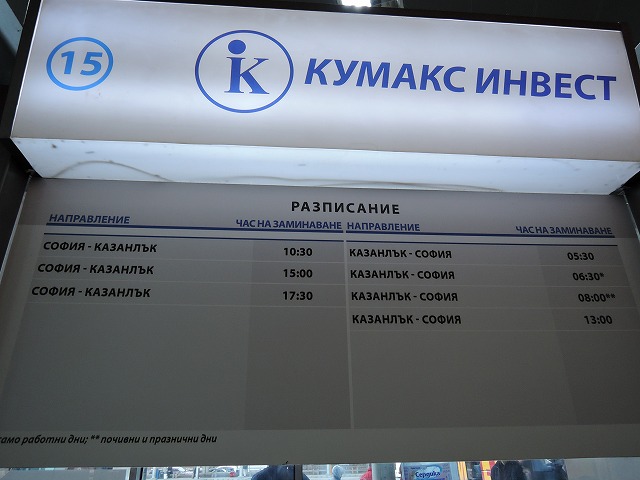 15
iK
КУМАКС ИНВЕСТ
РАЗПИСАНИЕ
НАПРАВЛЕНИЕ ЧАС НА ЗАМИНАВАНЕ НАПРАВЛЕНИЕ ЧАС НА ЗАМИНАВАНЕ
СОФИЯ - КАЗАНЛЪК 10:30 КАЗАНЛЪК - СОФИЯ 05:30
СОФИЯ - КАЗАНЛЪК 15:00 КАЗАНЛЪК - СОФИЯ 06:30*
СОФИЯ - КАЗАНЛЪК 17:30 КАЗАНЛЪК - СОФИЯ 08:00**
КАЗАНЛЪК - СОФИЯ 13:00
само работни дни; ** почивни и празнични дни
Сердика